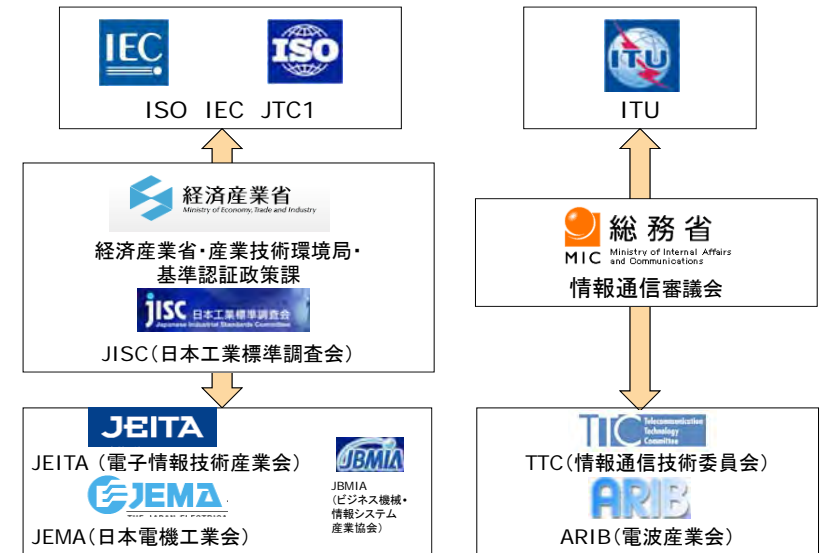 IEC
ISO
ISO IEC JTC1
ITU
ITU
経済産業省
Ministry of Economy, Trade and Industry
経済産業省・産業技術環境局・
基準認証政策課
jISC 日本工業標準調査会
Japanese Industrial Standards Committee
JISC(日本工業標準調査会)
総務省
MIC Ministry of Internal Affairs
and Communications
情報通信審議会
JEITA
JEITA (電子情報技術産業会)
JEMA
JEMA(日本電機工業会)
JBMIA
JBMIA
(ビジネス機械・
情報システム
産業協会)
TTC Telecommunication
Technology
Committee
TTC(情報通信技術委員会)
ARIB
ARIB(電波産業会)